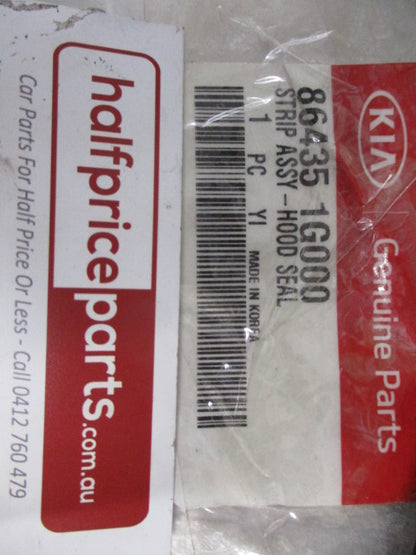 KIA Genuine Parts
86435 1G000
STRIP ASSY-HOOD SEAL
1 PC YI MADE IN KOREA
halfpriceparts.com.au
Car Parts For Half Price Or Less - Call 0412 760 479